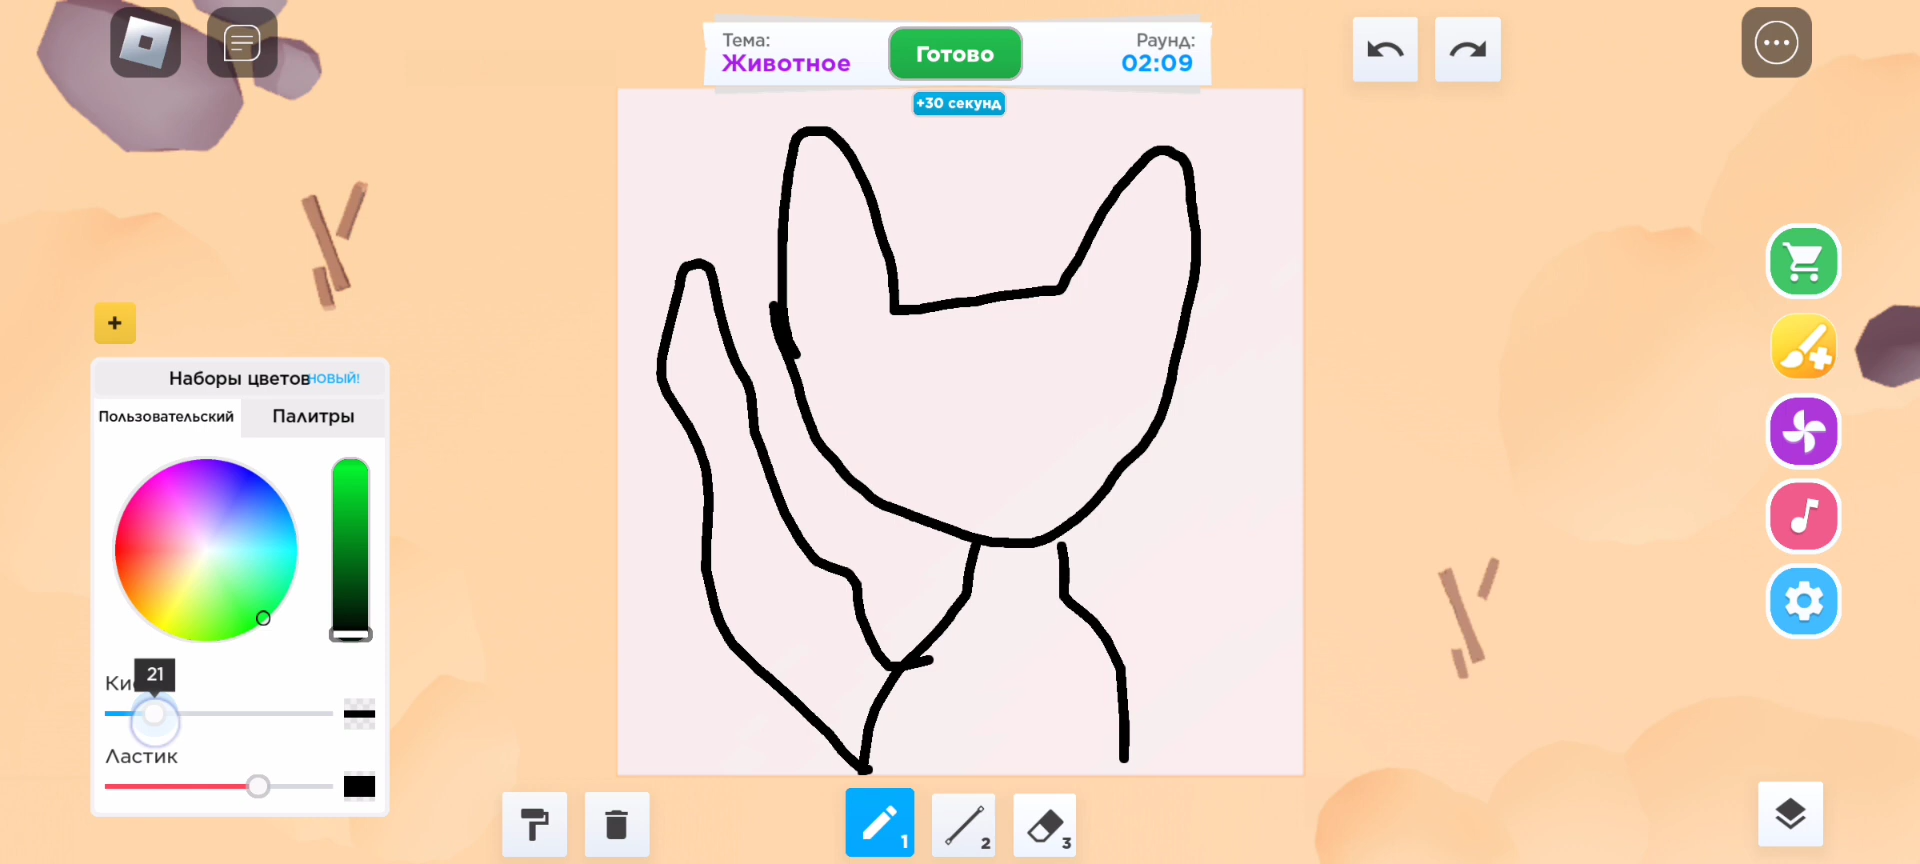 Тема:
Животное
Готово
Раунд:
02:09
+30 секунд
+
Наборы цветов
НОВЫЙ!
Пользовательский
Палитры
21
Ки
Ластик
1
2
3